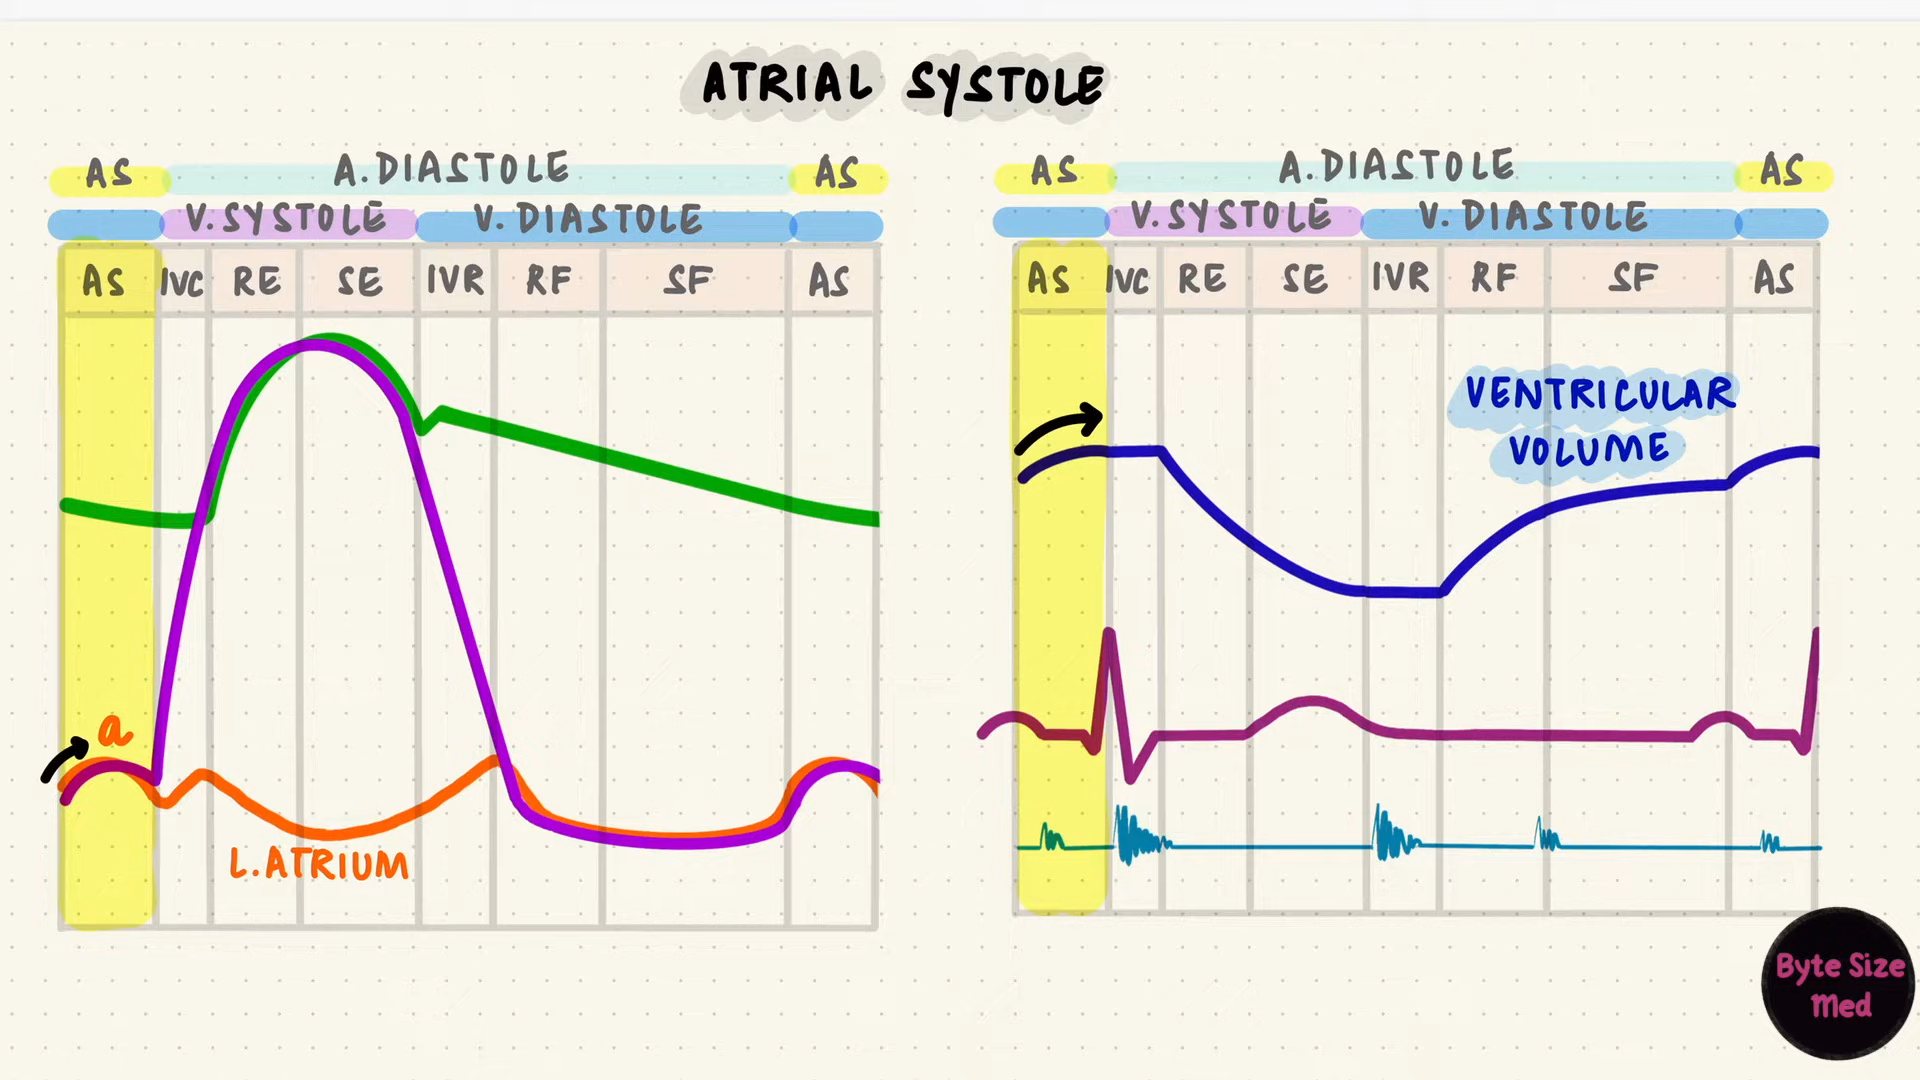 ATRIAL SYSTOLE
AS A.DIASTOLE AS
V.SYSTOLE V.DIASTOLE
AS IVC RE SE IVR RF SF AS
a
L.ATRIUM
AS A.DIASTOLE AS
V.SYSTOLE V.DIASTOLE
AS IVC RE SE IVR RF SF AS
VENTRICULAR
VOLUME
Byte Size
Med